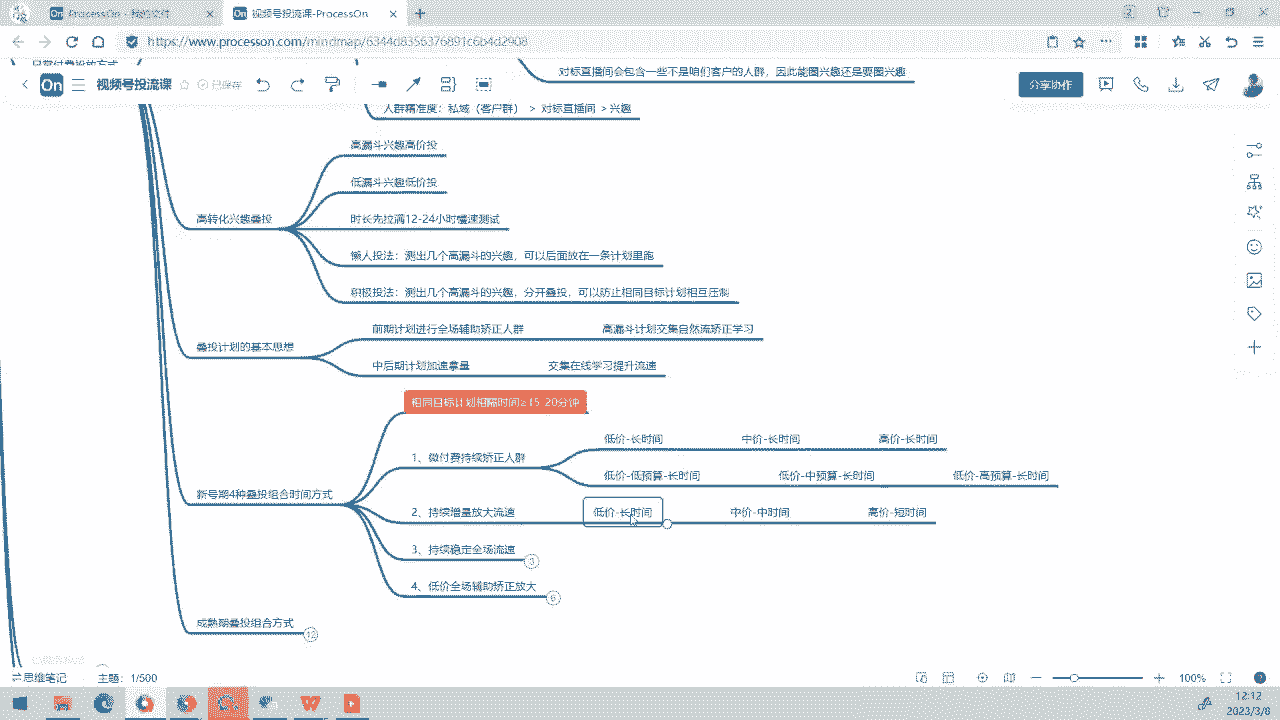 视频号投流课-ProcessOn
https://www.processon.com/mindmap/6344d8356376891c6b4d2908
视频号投流课
已保存
分享协作
对标直播间会包含一些不是咱们客户的人群，因此能圈兴趣还是要圈兴趣
人群精准度：私域（客户群） > 对标直播间 > 兴趣
高转化兴趣叠投
高漏斗兴趣高价投
低漏斗兴趣低价投
时长先拉满12-24小时慢速测试
懒人投法：测出几个高漏斗的兴趣，可以后面放在一条计划里跑
积极投法：测出几个高漏斗的兴趣，分开叠投，可以防止相同目标计划相互压制
叠投计划的基本思想
前期计划进行全场辅助矫正人群
高漏斗计划交集自然流矫正学习
中后期计划加速拿量
交集在线学习提升流速
新号期4种叠投组合时间方式
相同目标计划相隔时间≥15-20分钟
1、微付费持续矫正人群
低价-长时间
中价-长时间
高价-长时间
低价-低预算-长时间
低价-中预算-长时间
低价-高预算-长时间
2、持续增量放大流速
低价-长时间
中价-中时间
高价-短时间
3、持续稳定全场流速
3
4、低价全场辅助矫正放大
6
成熟期叠投组合方式
12
思维笔记
主题：1/500
100%
12:12
2023/3/8